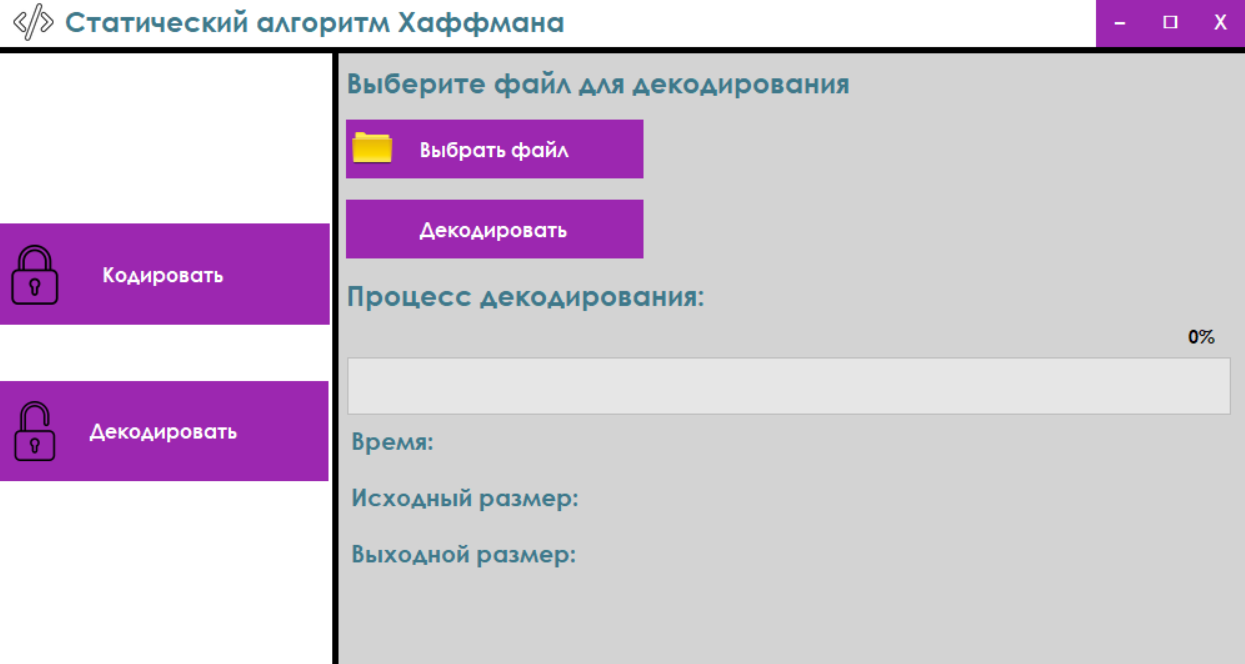 </> Статический алгоритм Хаффмана
Выберите файл для декодирования
Выбрать файл
Декодировать
Кодировать
Процесс декодирования:
0%
Декодировать
Время:
Исходный размер:
Выходной размер: